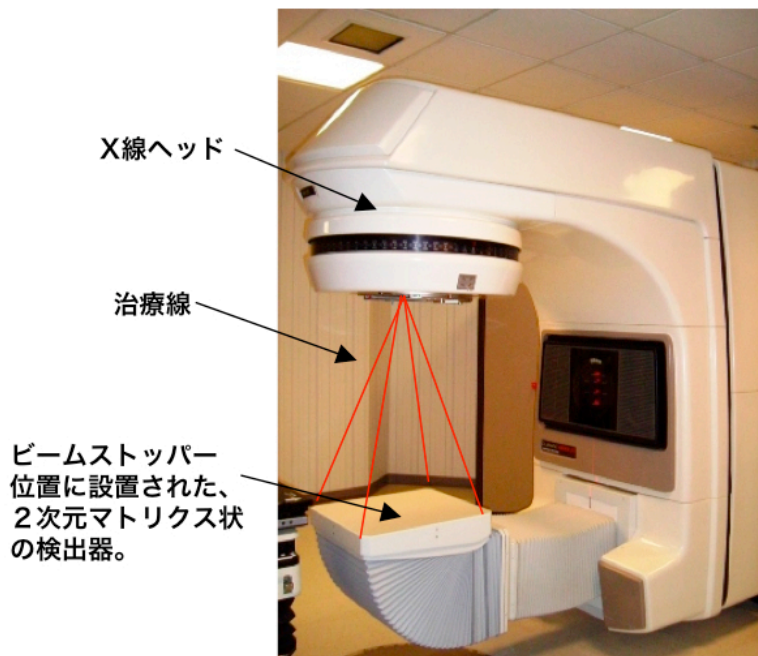 X線ヘッド
治療線
ビームストッパー
位置に設置された、
２次元マトリクス状
の検出器。